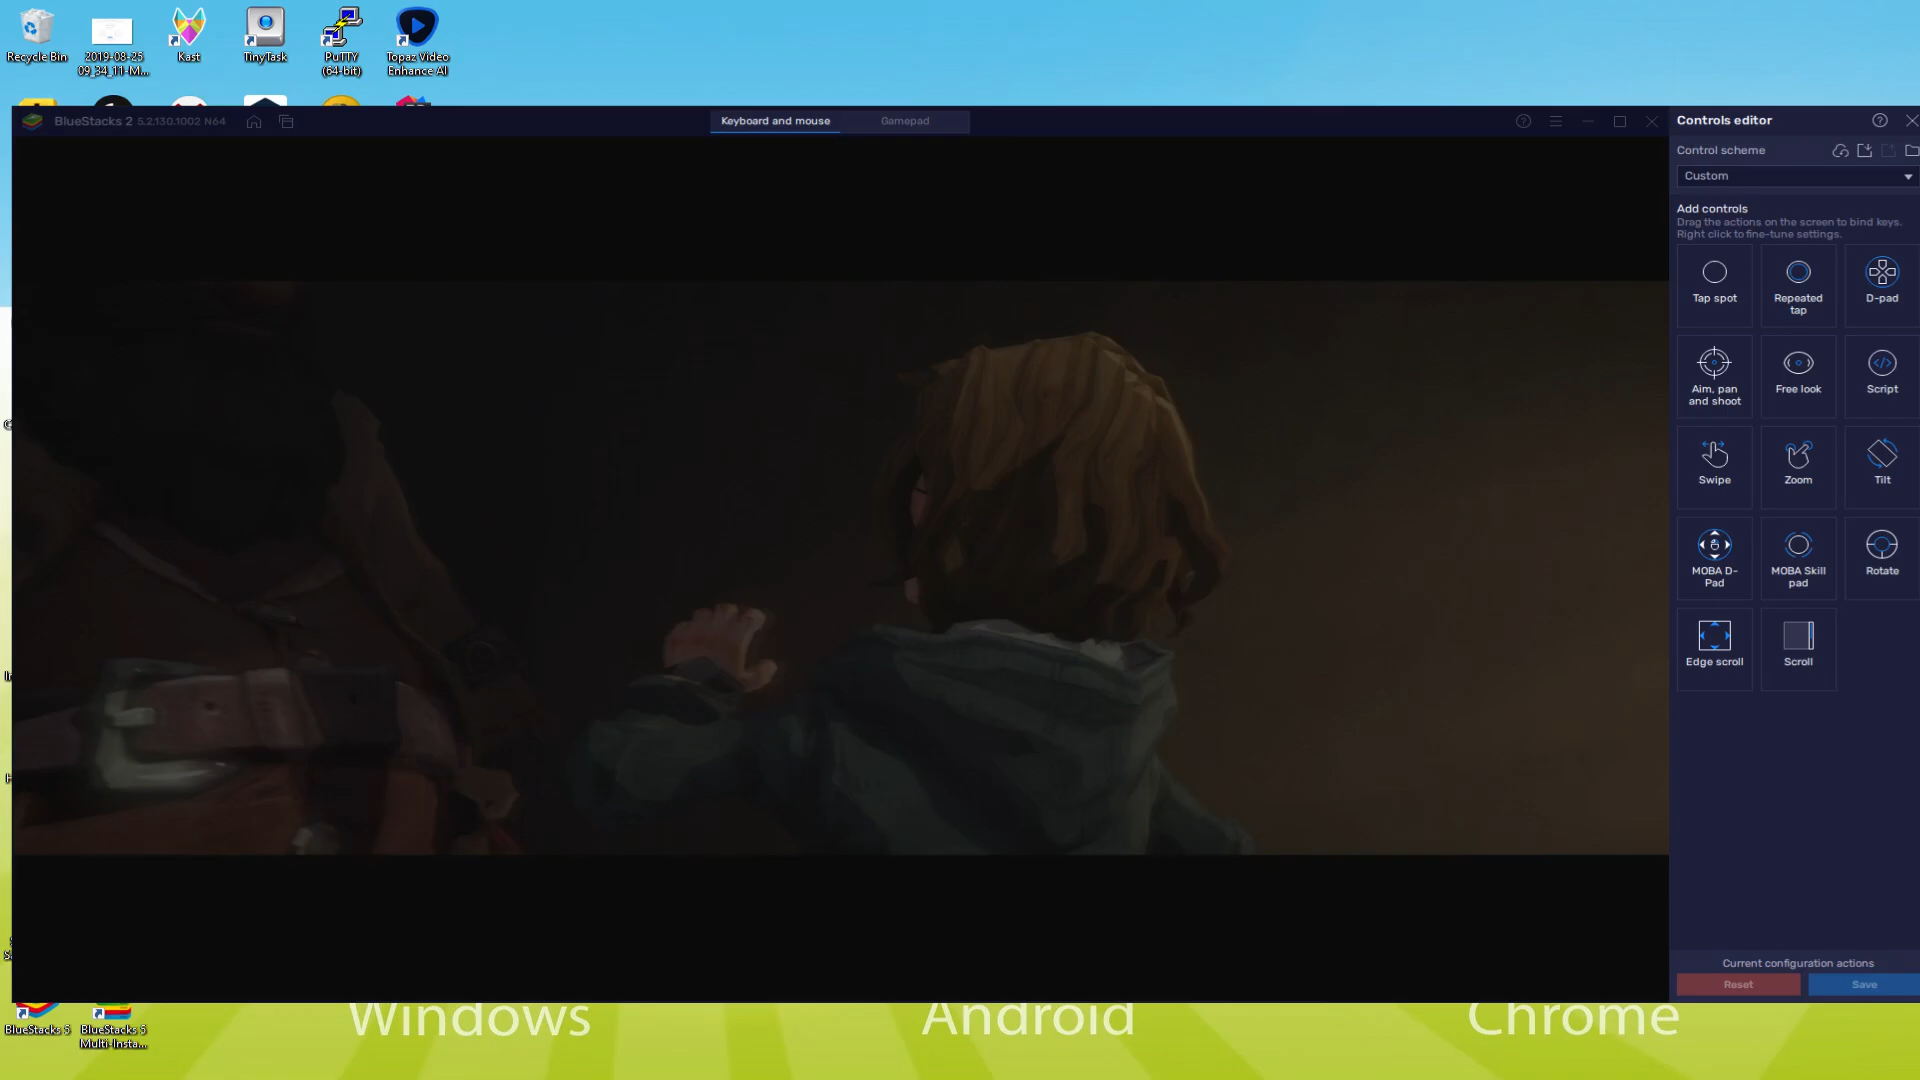 Recycle Bin
2019-08-25
09_34_11-M...
Kast
TinyTask
PuTTY
(64-bit)
Topaz Video
Enhance AI
BlueStacks 2 5.2.130.1002 N64
Keyboard and mouse
Gamepad
Controls editor
Control scheme
Custom
Add controls
Drag the actions on the screen to bind keys.
Right click to fine-tune settings.
Tap spot
Repeated
tap
D-pad
Aim, pan
and shoot
Free look
Script
Swipe
Zoom
Tilt
MOBA D-
Pad
MOBA Skill
pad
Rotate
Edge scroll
Scroll
Current configuration actions
Reset
Save
BlueStacks 5
BlueStacks 5
Multi-Insta...
Windows
Android
Chrome